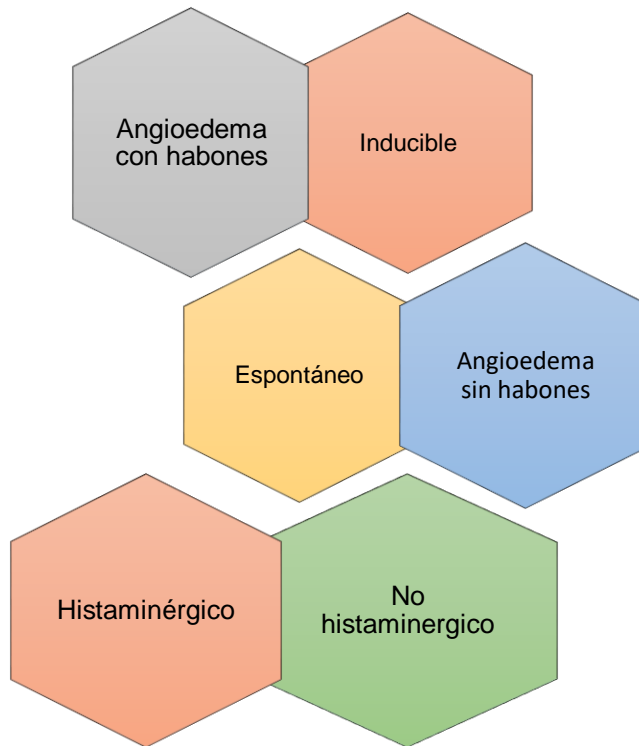 Angioedema
con habones
Inducible
Espontáneo
Angioedema
sin habones
Histaminérgico
No
histaminergico